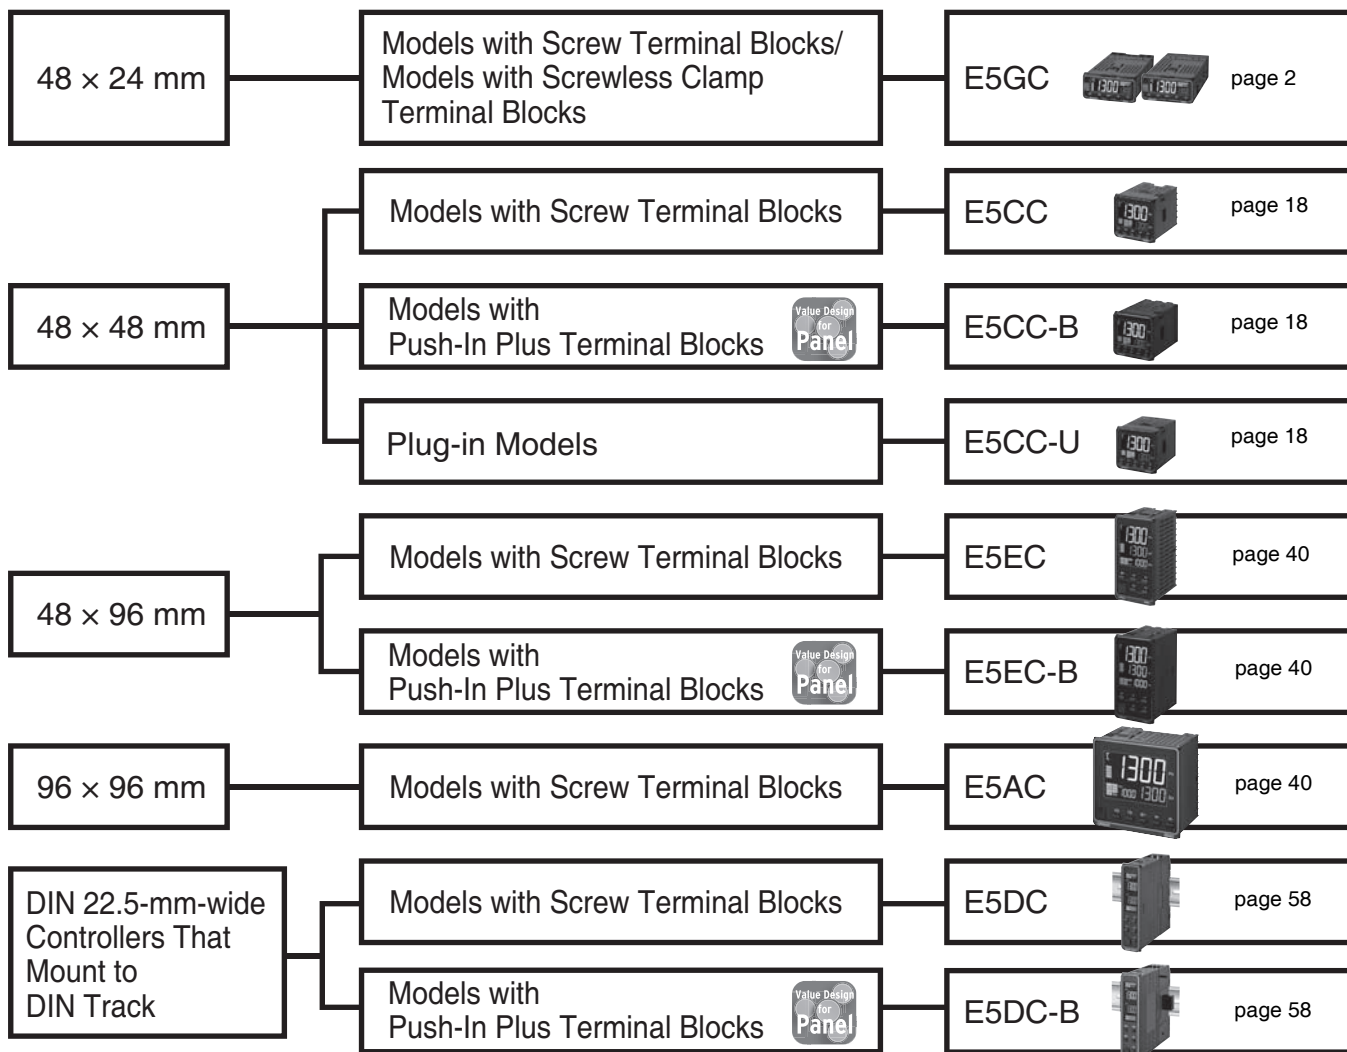 48 × 24 mm
Models with Screw Terminal Blocks/
Models with Screwless Clamp
Terminal Blocks
E5GC
page 2
48 × 48 mm
Models with Screw Terminal Blocks
E5CC
page 18
Models with
Push-In Plus Terminal Blocks
Value Design
for
Panel
E5CC-B
page 18
Plug-in Models
E5CC-U
page 18
48 × 96 mm
Models with Screw Terminal Blocks
E5EC
page 40
Models with
Push-In Plus Terminal Blocks
Value Design
for
Panel
E5EC-B
page 40
96 × 96 mm
Models with Screw Terminal Blocks
E5AC
1300
page 40
DIN 22.5-mm-wide
Controllers That
Mount to
DIN Track
Models with Screw Terminal Blocks
E5DC
page 58
Models with
Push-In Plus Terminal Blocks
Value Design
for
Panel
E5DC-B
page 58